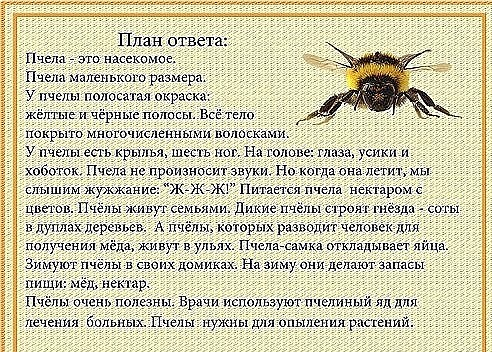 План ответа:
Пчела - это насекомое.
Пчела маленького размера.
У пчелы полосатая окраска:
жёлтые и чёрные полосы. Всё тело
покрыто многочисленными волосками.
У пчелы есть крылья, шесть ног. На голове: глаза, усики и
хоботок. Пчела не произносит звуки. Но когда она летит, мы
слышим жужжание: "Ж-Ж-Ж!" Питается пчела нектаром с
цветов. Пчёлы живут семьями. Дикие пчёлы строят гнёзда - соты
в дуплах деревьев. А пчёлы, которых разводит человек для
получения мёда, живут в ульях. Пчела-самка откладывает яйца.
Зимуют пчёлы в своих домиках. На зиму они делают запасы
пищи: мёд, нектар.
Пчёлы очень полезны. Врачи используют пчелиный яд для
лечения больных. Пчелы нужны для опыления растений.